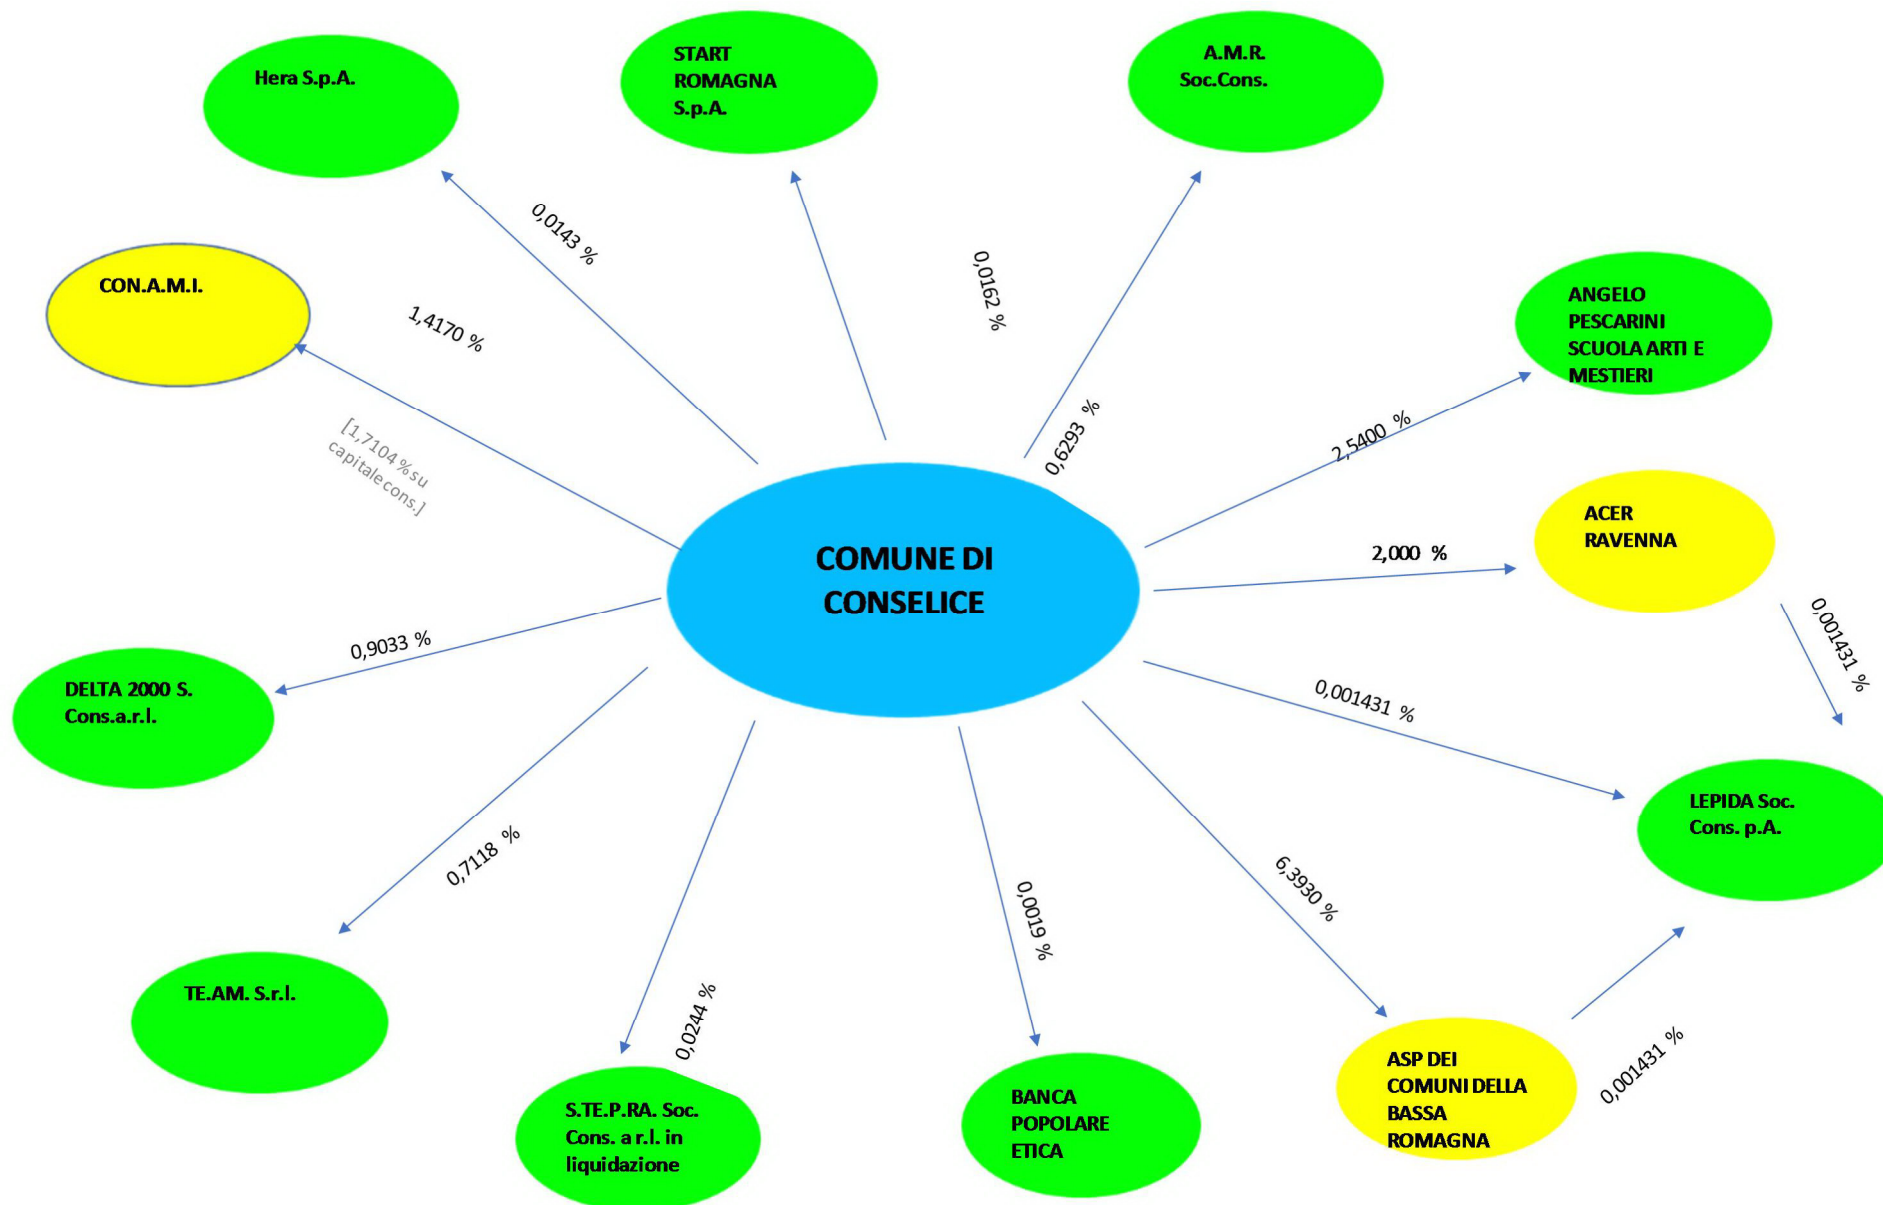 Hera S.p.A.
START
ROMAGNA
S.p.A.
A.M.R.
Soc.Cons.
0,0143 %
0,0162 %
CON.A.M.I.
1,4170 %
[1,7104% su
capitale cons.]
ANGELO
PESCARINI
SCUOLA ARTI E
MESTIERI
0,6293 %
2,5400 %
ACER
RAVENNA
2,000 %
COMUNE DI
CONSELICE
0,001431 %
0,9033 %
DELTA 2000 S.
Cons.a.r.l.
0,001431 %
LEPIDA Soc.
Cons. p.A.
0,7118 %
6,3930 %
0,0019 %
TE.AM. S.r.l.
0,0244 %
0,001431 %
S.TE.P.RA. Soc.
Cons. a r.l. in
liquidazione
BANCA
POPOLARE
ETICA
ASP DEI
COMUNI DELLA
BASSA
ROMAGNA